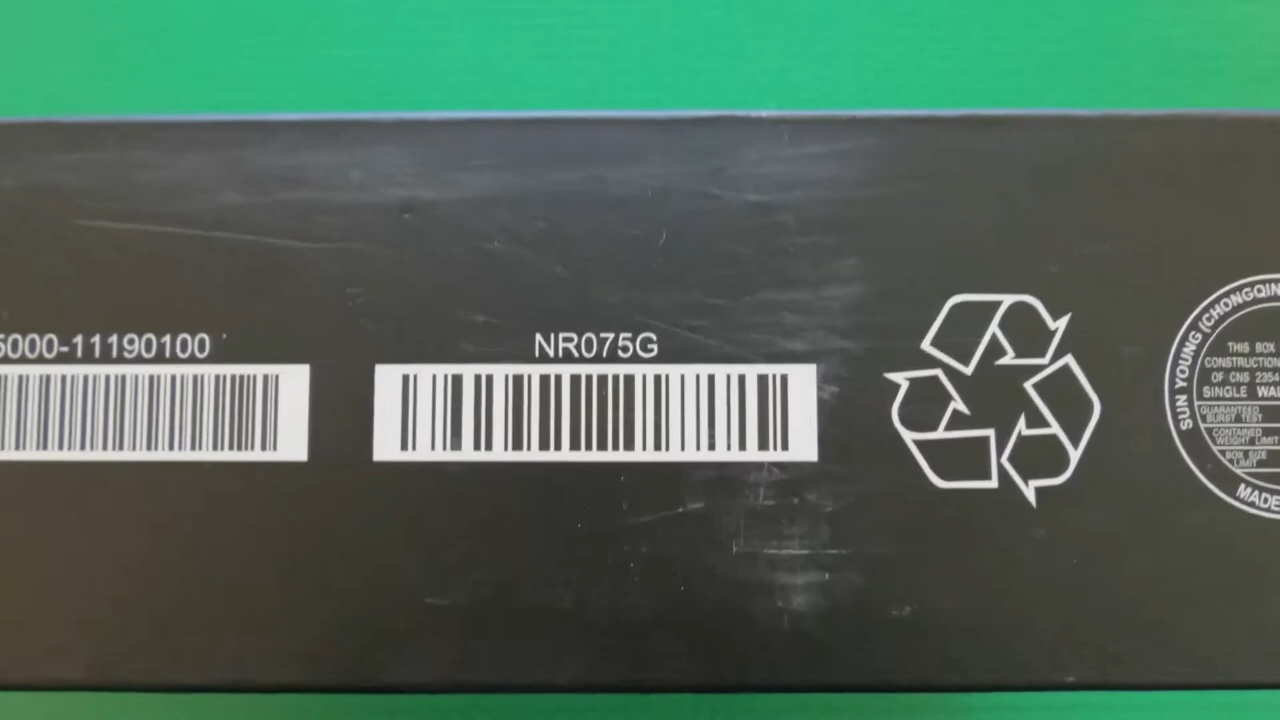 5000-11190100
NR075G
SUN YOUNG (CHONGQIN
THIS BOX
CONSTRUCTION
OF CNS 2354
SINGLE WAL
GUARANTEED
BURST TEST
CONTAINED
WEIGHT LIMIT
BOX SIZE
LIMIT
MADE